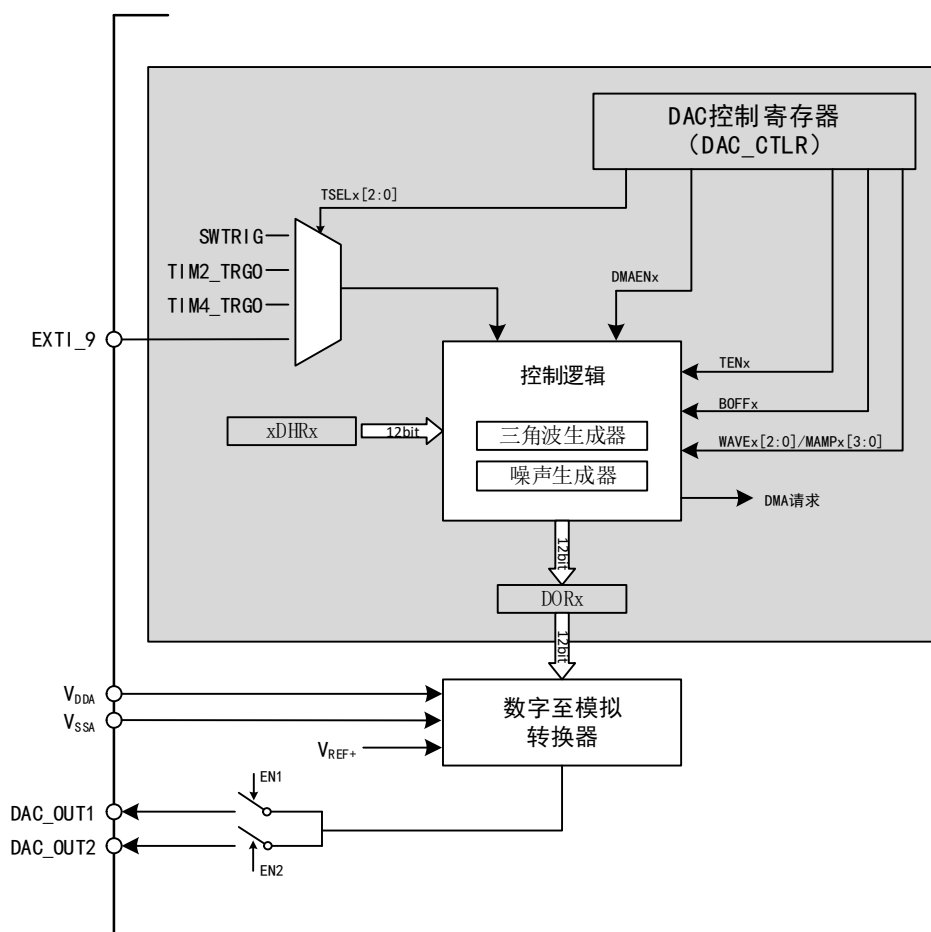 DAC控制寄存器
(DAC_CTLR)
TSELx[2:0]
SWTRIG
TIM2_TRGO
DMAENx
TIM4_TRGO
EXTI_9
控制逻辑
TENx
BOFFx
xDHRx
12bit
三角波生成器
WAVEx[2:0]/MAMPx[3:0]
噪声生成器
DMA请求
12bit
DORx
12bit
VDDA
VSSA
VREF+
数字至模拟
转换器
EN1
DAC_OUT1
DAC_OUT2
EN2